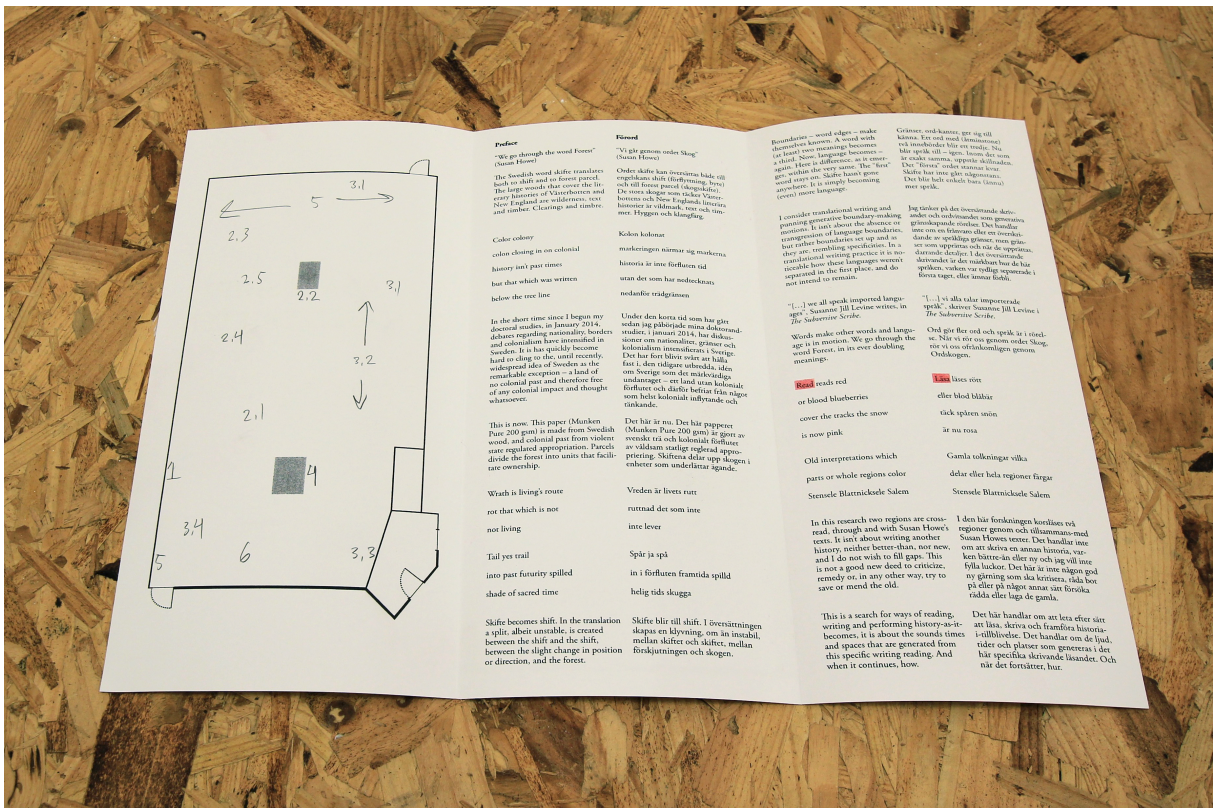 3.1
5
2.3
2.5
2.2
3.1
2.4
3.2
2.1
1
4
3.4
5
6
3.3
Preface
"We go through the word Forest"
(Susan Howe)
The Swedish word skifte translates
both to shift and to forest parcel.
The large woods that cover the lit-
erary histories of Västerbotten and
New England are wilderness, text
and timber. Clearings and timbre.
Color colony
colon closing in on colonial
history isn't past times
but that which was written
below the tree line
In the short time since I begun my
doctoral studies, in January 2014,
debates regarding nationality, borders
and colonialism have intensified in
Sweden. It is has quickly become
hard to cling to the, until recently,
widespread idea of Sweden as the
remarkable exception – a land of
no colonial past and therefore free
of any colonial impact and thought
whatsoever.
This is now. This paper (Munken
Pure 200 gsm) is made from Swedish
wood, and colonial past from violent
state regulated appropriation. Parcels
divide the forest into units that facili-
tate ownership.
Wrath is living's route
rot that which is not
not living
Tail yes trail
into past futurity spilled
shade of sacred time
Skifte becomes shift. In the translation
a split, albeit unstable, is created
between the shift and the shift,
between the slight change in position
or direction, and the forest.
Förord
"Vi går genom ordet Skog"
(Susan Howe)
Ordet skifte kan översättas både till
engelskans shift (förflyttning, byte)
och till forest parcel (skogsskifte).
De stora skogar som täcker Väster-
bottens och New Englands litterära
historier är vildmark, text och tim-
mer. Hyggen och klangfärg.
Kolon kolonat
markeringen närmar sig markerna
historia är inte förfluten tid
utan det som har nedtecknats
nedanför trädgränsen
Under den korta tid som har gått
sedan jag påbörjade mina doktorand-
studier, i januari 2014, har diskus-
sioner om nationalitet, gränser och
kolonialism intensifierats i Sverige.
Det har fort blivit svårt att hålla
fast i, den tidigare utbredda, idén
om Sverige som det märkvärdiga
undantaget – ett land utan kolonialt
förflutet och därför befriat från något
som helst kolonialt inflytande och
tänkande.
Det här är nu. Det här papperet
(Munken Pure 200 gsm) är gjort av
svenskt trä och kolonialt förflutet
av våldsam statligt reglerad appro-
priering. Skiftena delar upp skogen i
enheter som underlättar ägande.
Vreden är livets rutt
ruttnad det som inte
inte lever
Spår ja spå
in i förfluten framtida spilld
helig tids skugga
Skifte blir till shift. I översättningen
skapas en klyvning, om än instabil,
mellan skiftet och skiftet, mellan
förskjutningen och skogen.
Boundaries – word edges – make
themselves known. A word with
(at least) two meanings becomes
a third. Now, language becomes –
again. Here is difference, as it emer-
ges, within the very same. The "first"
word stays on. Skifte hasn't gone
anywhere. It is simply becoming
(even) more language.
I consider translational writing and
punning generative boundary-making
motions. It isn't about the absence or
transgression of language boundaries,
but rather boundaries set up and as
they are, trembling specificities. In a
translational writing practice it is no-
ticeable how these languages weren't
separated in the first place, and do
not intend to remain.
"[...] we all speak imported langu-
ages", Susanne Jill Levine writes, in
The Subversive Scribe.
Words make other words and langu-
age is in motion. We go through the
word Forest, in its ever doubling
meanings.
Read reads red
or blood blueberries
cover the tracks the snow
is now pink
Old interpretations which
parts or whole regions color
Stensele Blattnicksele Salem
In this research two regions are cross-
read, through and with Susan Howe's
texts. It isn't about writing another
history, neither better-than, nor new,
and I do not wish to fill gaps. This
is not a good new deed to criticize,
remedy or, in any other way, try to
save or mend the old.
This is a search for ways of reading,
writing and performing history-as-it-
becomes, it is about the sounds times
and spaces that are generated from
this specific writing reading. And
when it continues, how.
Gränser, ord-kanter, ger sig till
känna. Ett ord med (åtminstone)
två innebörder blir ett tredje. Nu
blir språk till – igen. Inom det som
är exakt samma, uppstår skillnaden.
Det "första" ordet stannar kvar.
Skifte har inte gått någonstans.
Det blir helt enkelt bara (ännu)
mer språk.
Jag tänker på det översättande skriv-
andet och ordvitsandet som generativa
gränsskapande rörelser. Det handlar
inte om en frånvaro eller ett överskri-
dande av språkliga gränser, men grän-
ser som upprättas och de upprättas,
darrande detaljer. I det översättande
skrivandet är det märkbart hur de här
språken, varken var tydligt separerade i
första taget, eller ämnar förbli.
"[...] vi alla talar importerade
språk", skriver Susanne Jill Levine i
The Subversive Scribe.
Ord gör fler ord och språk är i rörel-
se. När vi rör oss genom ordet Skog,
rör vi oss ofrånkomligen genom
Ordskogen.
Läsa läses rött
eller blod blåbär
täck spåren snön
är nu rosa
Gamla tolkningar vilka
delar eller hela regioner färgar
Stensele Blattnicksele Salem
I den här forskningen korsläses två
regioner genom och tillsammans-med
Susan Howes texter. Det handlar inte
om att skriva en annan historia, var-
ken bättre-än eller ny och jag vill inte
fylla luckor. Det här är inte någon god
ny gärning som ska kritisera, råda bot
på eller på något annat sätt försöka
rädda eller laga de gamla.
Det här handlar om att leta efter sätt
att läsa, skriva och framföra historia-
i-tillblivelse. Det handlar om de ljud,
tider och platser som genereras i det
här specifika skrivande läsandet. Och
när det fortsätter, hur.